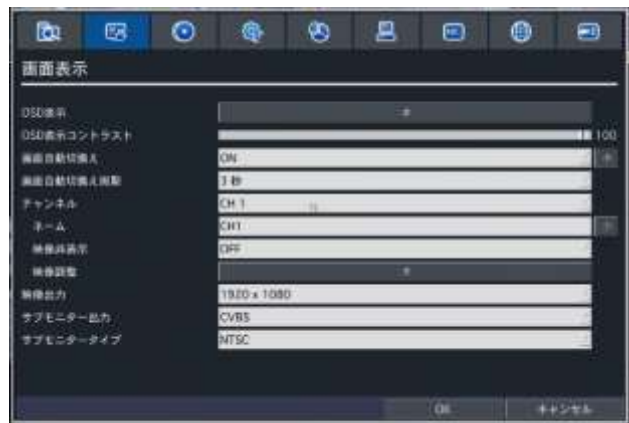 画面表示
OSD表示
OSD表示コントラスト 100
画面自動切換え ON
画面自動切換え周期 3 秒
チャンネル CH 1
ネーム CH1
映像非表示 OFF
映像調整
映像出力 1920 x 1080
サブモニター出力 CVBS
サブモニタータイプ NTSC
OK キャンセル